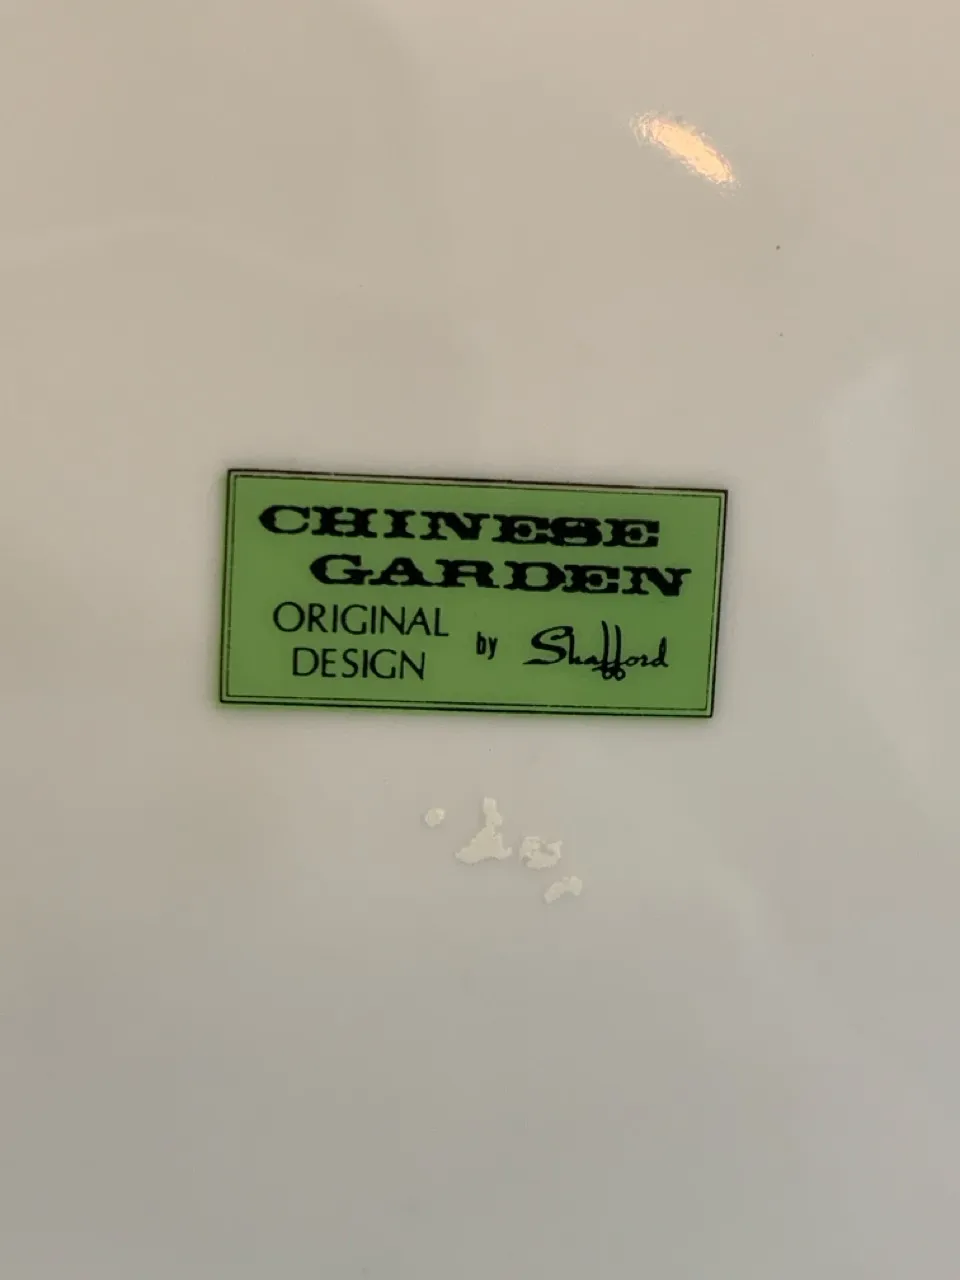 CHINESE
GARDEN
ORIGINAL
DESIGN by Shafford